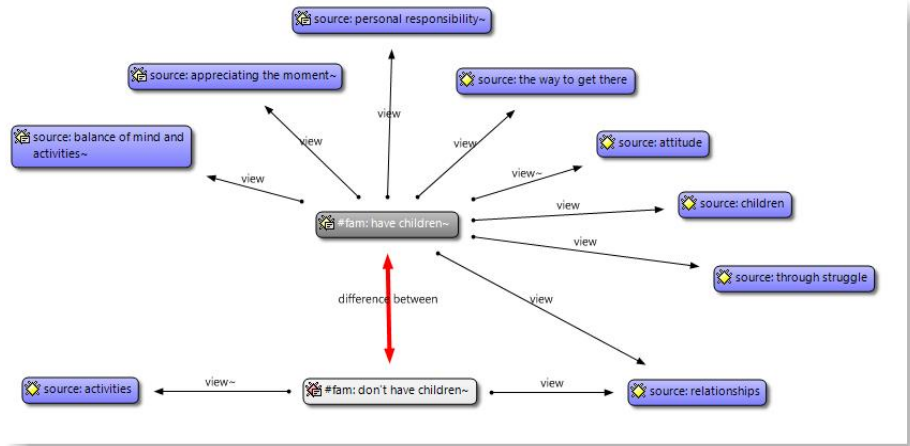 source: personal responsibility~
source: appreciating the moment~
source: the way to get there
view
source: balance of mind and
activities~
view
view
source: attitude
view
view~
source: children
view
#fam: have children~
view
source: through struggle
difference between
view
source: activities
view~
#fam: don't have children~
view
source: relationships